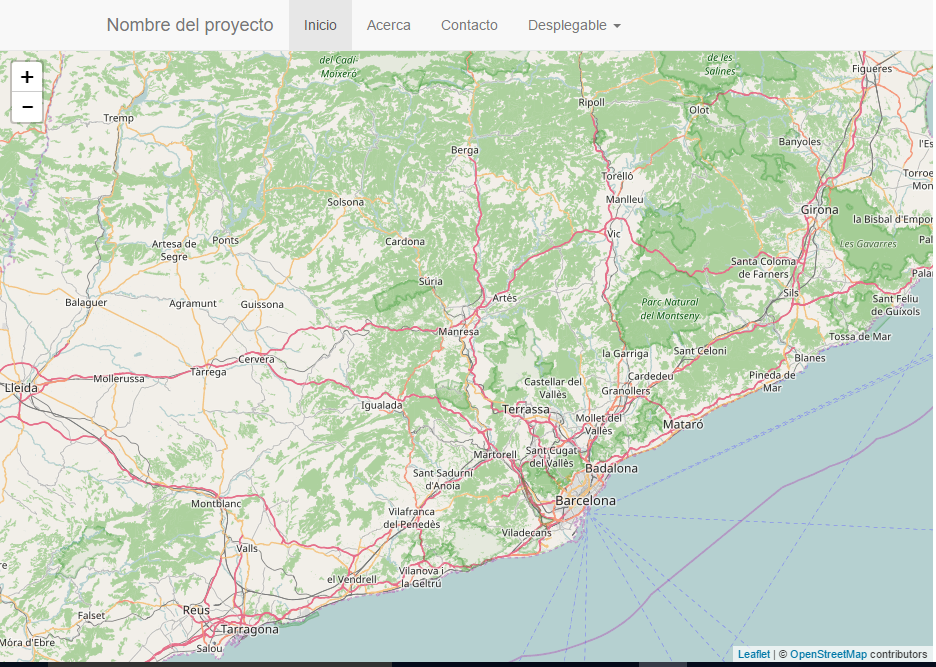 Nombre del proyecto Inicio Acerca Contacto Desplegable
+
−
del Cadí-
Moixeró
de les
Salines
Figueres
Ripoll
Olot
Tremp
Banyoles
l'Es
Berga
Torelló
Torroe
Mon
Manlleu
Solsona
Girona
la Bisbal d'Empor
Vic
Cardona
Artesa de
Segre
Ponts
Les Gavarres
Pal
Santa Coloma
de Farners
Palar
Súria
Sils
Balaguer
Agramunt
Guissona
Artés
Parc Natural
del Montseny
Sant Feliu
de Guíxols
Manresa
Tossa de Mar
Cervera
la Garriga
Sant Celoni
Blanes
Lleida
Mollerussa
Tàrrega
Cardedeu
Pineda de
Mar
Castellar del
Vallès
Granollers
Igualada
Terrassa
Mollet del
Vallès
Mataró
Martorell
Sant Cugat
del Vallès
Badalona
Sant Sadurní
d'Anoia
Montblanc
Barcelona
Vilafranca
del Penedès
Viladecans
Valls
re
el Vendrell
Vilanova i
la Geltrú
Falset
Reus
Tarragona
Móra d'Ebre
Salou
Leaflet | © OpenStreetMap contributors